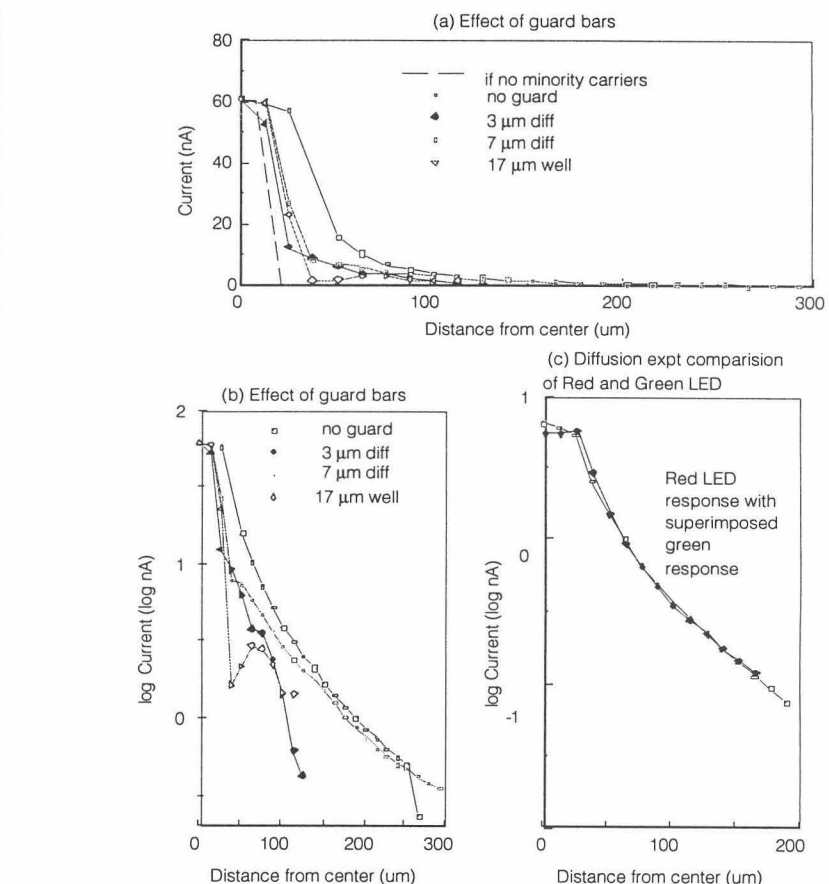 (a) Effect of guard bars
80
60
40
20
0
Current (nA)
if no minority carriers
no guard
3 μm diff
7 μm diff
17 μm well
0
100
200
300
Distance from center (um)
(b) Effect of guard bars
2
1
0
log Current (log nA)
no guard
3 μm diff
7 μm diff
17 μm well
0
100
200
300
Distance from center (um)
(c) Diffusion expt comparision
of Red and Green LED
1
0
-1
log Current (log nA)
Red LED
response with
superimposed
green
response
0
100
200
Distance from center (um)